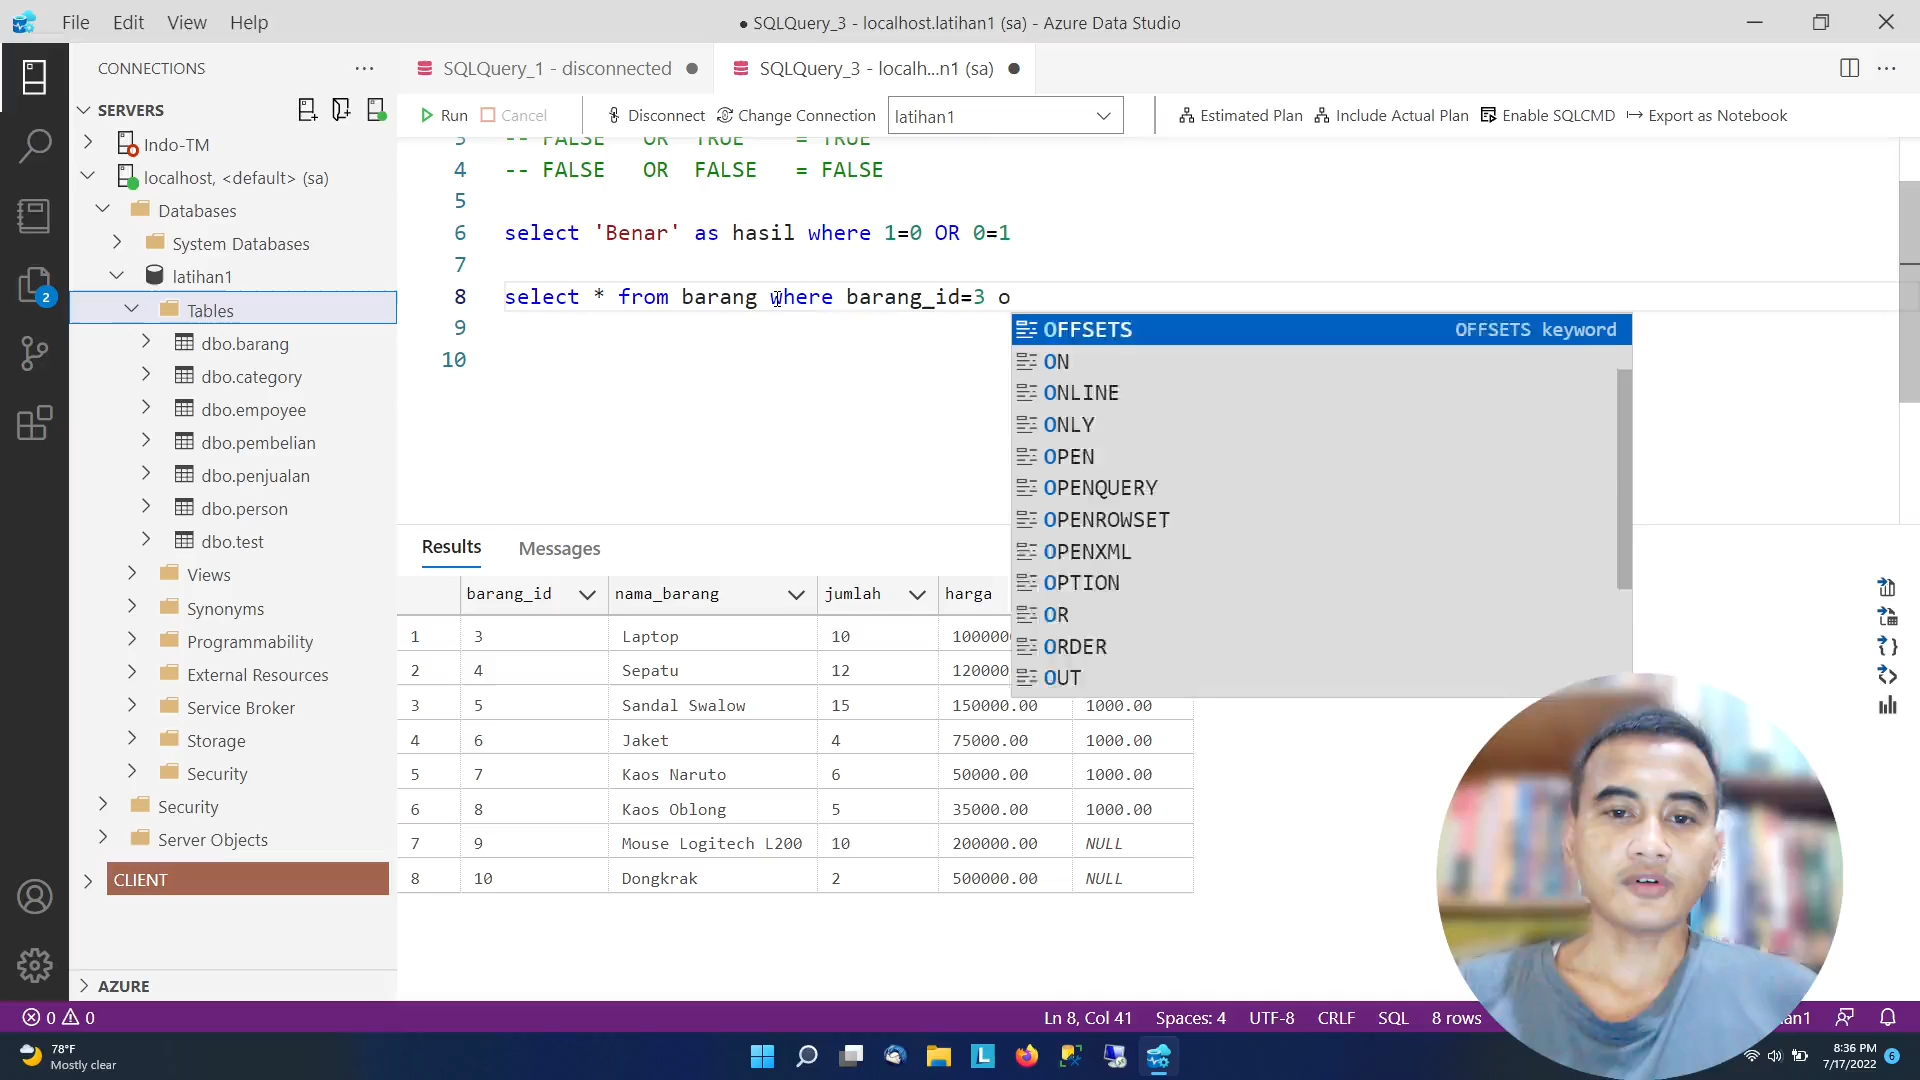 File Edit View Help
● SQLQuery_3 - localhost.latihan1 (sa) - Azure Data Studio
CONNECTIONS
SQLQuery_1 - disconnected
SQLQuery_3 - localh...n1 (sa)
SERVERS
Run Cancel Disconnect Change Connection latihan1 Estimated Plan Include Actual Plan Enable SQLCMD Export as Notebook
Indo-TM
localhost, <default> (sa)
Databases
System Databases
latihan1
Tables
dbo.barang
dbo.category
dbo.empoyee
dbo.pembelian
dbo.penjualan
dbo.person
dbo.test
Views
Synonyms
Programmability
External Resources
Service Broker
Storage
Security
Security
Server Objects
CLIENT
AZURE
2
3 -- FALSE OR TRUE = TRUE
4 -- FALSE OR FALSE = FALSE
5
6 select 'Benar' as hasil where 1=0 OR 0=1
7
8 select * from barang where barang_id=3 o
9
10
OFFSETS OFFSETS keyword
ON
ONLINE
ONLY
OPEN
OPENQUERY
OPENROWSET
OPENXML
OPTION
OR
ORDER
OUT
Results Messages
barang_id nama_barang jumlah harga
1 3 Laptop 10 100000
2 4 Sepatu 12 120000
3 5 Sandal Swalow 15 150000.00 1000.00
4 6 Jaket 4 75000.00 1000.00
5 7 Kaos Naruto 6 50000.00 1000.00
6 8 Kaos Oblong 5 35000.00 1000.00
7 9 Mouse Logitech L200 10 200000.00 NULL
8 10 Dongkrak 2 500000.00 NULL
0 0 Ln 8, Col 41 Spaces: 4 UTF-8 CRLF SQL 8 rows an1
78°F
Mostly clear
8:36 PM
7/17/2022
6